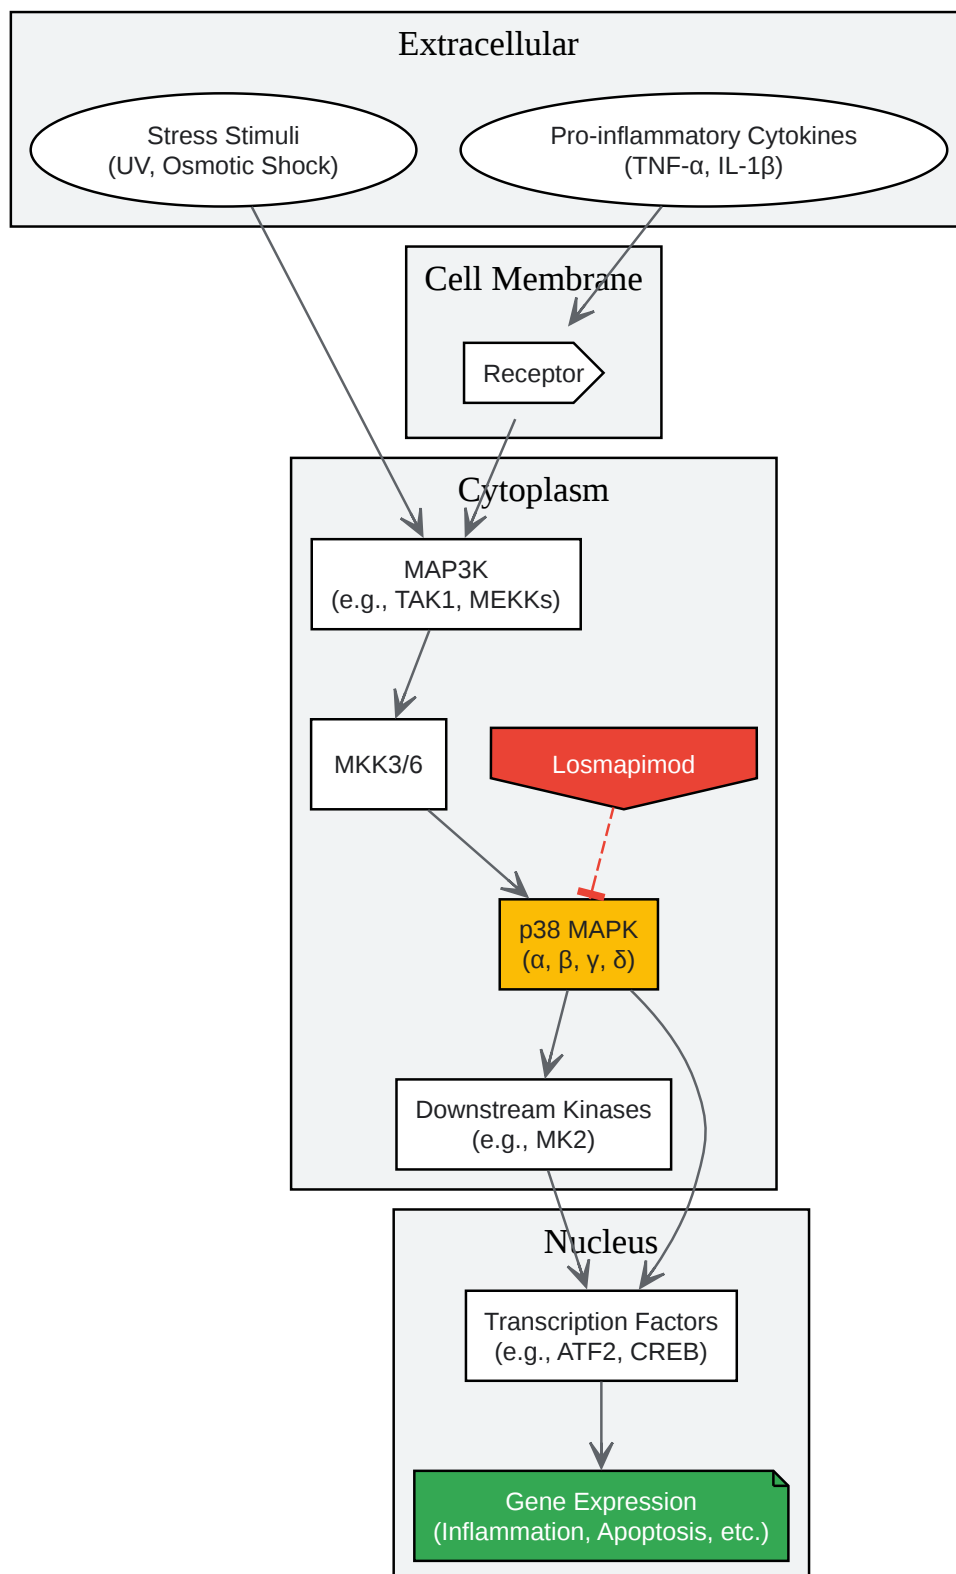 Extracellular
Stress Stimuli
(UV, Osmotic Shock)
Pro-inflammatory Cytokines
(TNF-α, IL-1β)
Cell Membrane
Receptor
Cytoplasm
MAP3K
(e.g., TAK1, MEKKs)
MKK3/6
Losmapimod
p38 MAPK
(α, β, γ, δ)
Downstream Kinases
(e.g., MK2)
Nucleus
Transcription Factors
(e.g., ATF2, CREB)
Gene Expression
(Inflammation, Apoptosis, etc.)